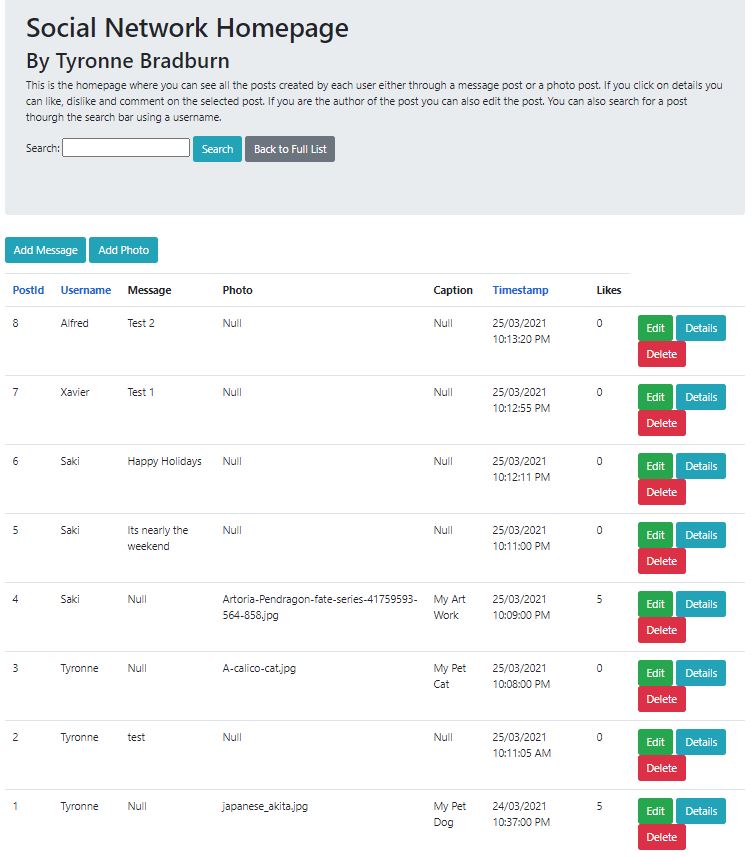 Social Network Homepage
By Tyronne Bradburn
This is the homepage where you can see all the posts created by each user either through a message post or a photo post. If you click on details you
can like, dislike and comment on the selected post. If you are the author of the post you can also edit the post. You can also search for a post
thourgh the search bar using a username.
Search: Search Back to Full List
Add Message Add Photo
PostId Username Message Photo Caption Timestamp Likes
8 Alfred Test 2 Null Null 25/03/2021 0 Edit Details
10:13:20 PM Delete
7 Xavier Test 1 Null Null 25/03/2021 0 Edit Details
10:12:55 PM Delete
6 Saki Happy Holidays Null Null 25/03/2021 0 Edit Details
10:12:11 PM Delete
5 Saki Its nearly the Null Null 25/03/2021 0 Edit Details
weekend 10:11:00 PM Delete
4 Saki Null Artoria-Pendragon-fate-series-41759593- My Art 25/03/2021 5 Edit Details
564-858.jpg Work 10:09:00 PM Delete
3 Tyronne Null A-calico-cat.jpg My Pet 25/03/2021 0 Edit Details
Cat 10:08:00 PM Delete
2 Tyronne test Null Null 25/03/2021 0 Edit Details
10:11:05 AM Delete
1 Tyronne Null japanese_akita.jpg My Pet 24/03/2021 5 Edit Details
Dog 10:37:00 PM Delete